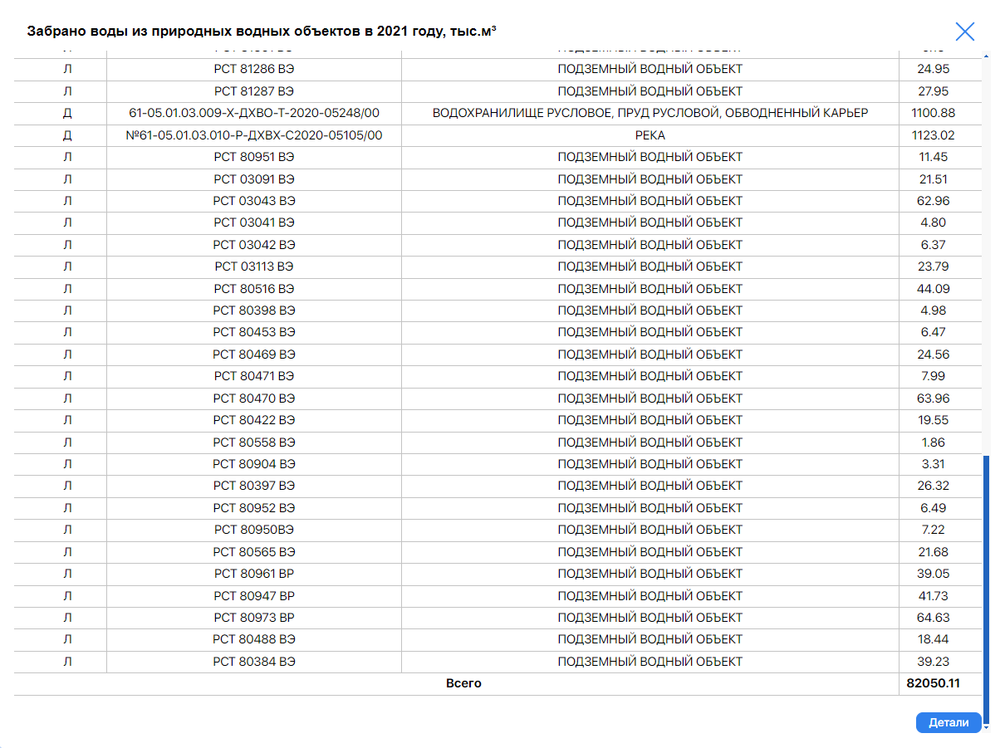 Забрано воды из природных водных объектов в 2021 году, тыс.м³
Л РСТ 81286 ВЭ ПОДЗЕМНЫЙ ВОДНЫЙ ОБЪЕКТ 24.95
Л РСТ 81287 ВЭ ПОДЗЕМНЫЙ ВОДНЫЙ ОБЪЕКТ 27.95
Д 61-05.01.03.009-Х-ДХВО-Т-2020-05248/00 ВОДОХРАНИЛИЩЕ РУСЛОВОЕ, ПРУД РУСЛОВОЙ, ОБВОДНЕННЫЙ КАРЬЕР 1100.88
Д №61-05.01.03.010-Р-ДХВХ-С2020-05105/00 РЕКА 1123.02
Л РСТ 80951 ВЭ ПОДЗЕМНЫЙ ВОДНЫЙ ОБЪЕКТ 11.45
Л РСТ 03091 ВЭ ПОДЗЕМНЫЙ ВОДНЫЙ ОБЪЕКТ 21.51
Л РСТ 03043 ВЭ ПОДЗЕМНЫЙ ВОДНЫЙ ОБЪЕКТ 62.96
Л РСТ 03041 ВЭ ПОДЗЕМНЫЙ ВОДНЫЙ ОБЪЕКТ 4.80
Л РСТ 03042 ВЭ ПОДЗЕМНЫЙ ВОДНЫЙ ОБЪЕКТ 6.37
Л РСТ 03113 ВЭ ПОДЗЕМНЫЙ ВОДНЫЙ ОБЪЕКТ 23.79
Л РСТ 80516 ВЭ ПОДЗЕМНЫЙ ВОДНЫЙ ОБЪЕКТ 44.09
Л РСТ 80398 ВЭ ПОДЗЕМНЫЙ ВОДНЫЙ ОБЪЕКТ 4.98
Л РСТ 80453 ВЭ ПОДЗЕМНЫЙ ВОДНЫЙ ОБЪЕКТ 6.47
Л РСТ 80469 ВЭ ПОДЗЕМНЫЙ ВОДНЫЙ ОБЪЕКТ 24.56
Л РСТ 80471 ВЭ ПОДЗЕМНЫЙ ВОДНЫЙ ОБЪЕКТ 7.99
Л РСТ 80470 ВЭ ПОДЗЕМНЫЙ ВОДНЫЙ ОБЪЕКТ 63.96
Л РСТ 80422 ВЭ ПОДЗЕМНЫЙ ВОДНЫЙ ОБЪЕКТ 19.55
Л РСТ 80558 ВЭ ПОДЗЕМНЫЙ ВОДНЫЙ ОБЪЕКТ 1.86
Л РСТ 80904 ВЭ ПОДЗЕМНЫЙ ВОДНЫЙ ОБЪЕКТ 3.31
Л РСТ 80397 ВЭ ПОДЗЕМНЫЙ ВОДНЫЙ ОБЪЕКТ 26.32
Л РСТ 80952 ВЭ ПОДЗЕМНЫЙ ВОДНЫЙ ОБЪЕКТ 6.49
Л РСТ 80950ВЭ ПОДЗЕМНЫЙ ВОДНЫЙ ОБЪЕКТ 7.22
Л РСТ 80565 ВЭ ПОДЗЕМНЫЙ ВОДНЫЙ ОБЪЕКТ 21.68
Л РСТ 80961 ВР ПОДЗЕМНЫЙ ВОДНЫЙ ОБЪЕКТ 39.05
Л РСТ 80947 ВР ПОДЗЕМНЫЙ ВОДНЫЙ ОБЪЕКТ 41.73
Л РСТ 80973 ВР ПОДЗЕМНЫЙ ВОДНЫЙ ОБЪЕКТ 64.63
Л РСТ 80488 ВЭ ПОДЗЕМНЫЙ ВОДНЫЙ ОБЪЕКТ 18.44
Л РСТ 80384 ВЭ ПОДЗЕМНЫЙ ВОДНЫЙ ОБЪЕКТ 39.23
Всего 82050.11
Детали